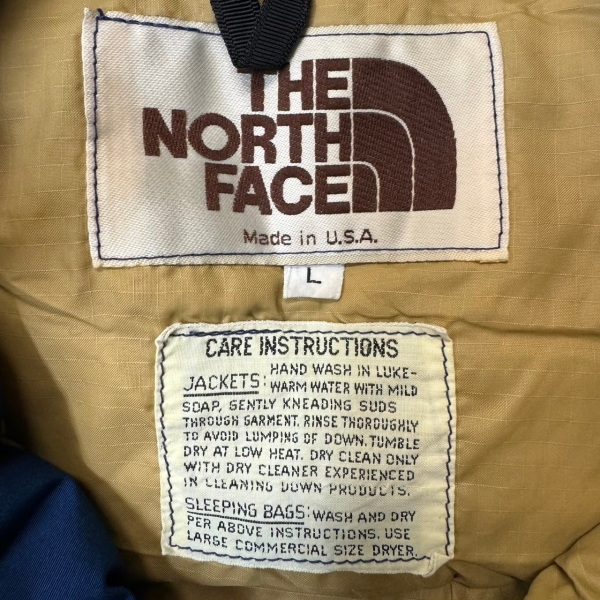 THE
NORTH
FACE
Made in U.S.A.
L
CARE INSTRUCTIONS
JACKETS: HAND WASH IN LUKE-
WARM WATER WITH MILD
SOAP, GENTLY KNEADING SUDS
THROUGH GARMENT. RINSE THOROUGHLY
TO AVOID LUMPING OF DOWN. TUMBLE
DRY AT LOW HEAT. DRY CLEAN ONLY
WITH DRY CLEANER EXPERIENCED
IN CLEANING DOWN PRODUCTS.
SLEEPING BAGS: WASH AND DRY
PER ABOVE INSTRUCTIONS. USE
LARGE COMMERCIAL SIZE DRYER.